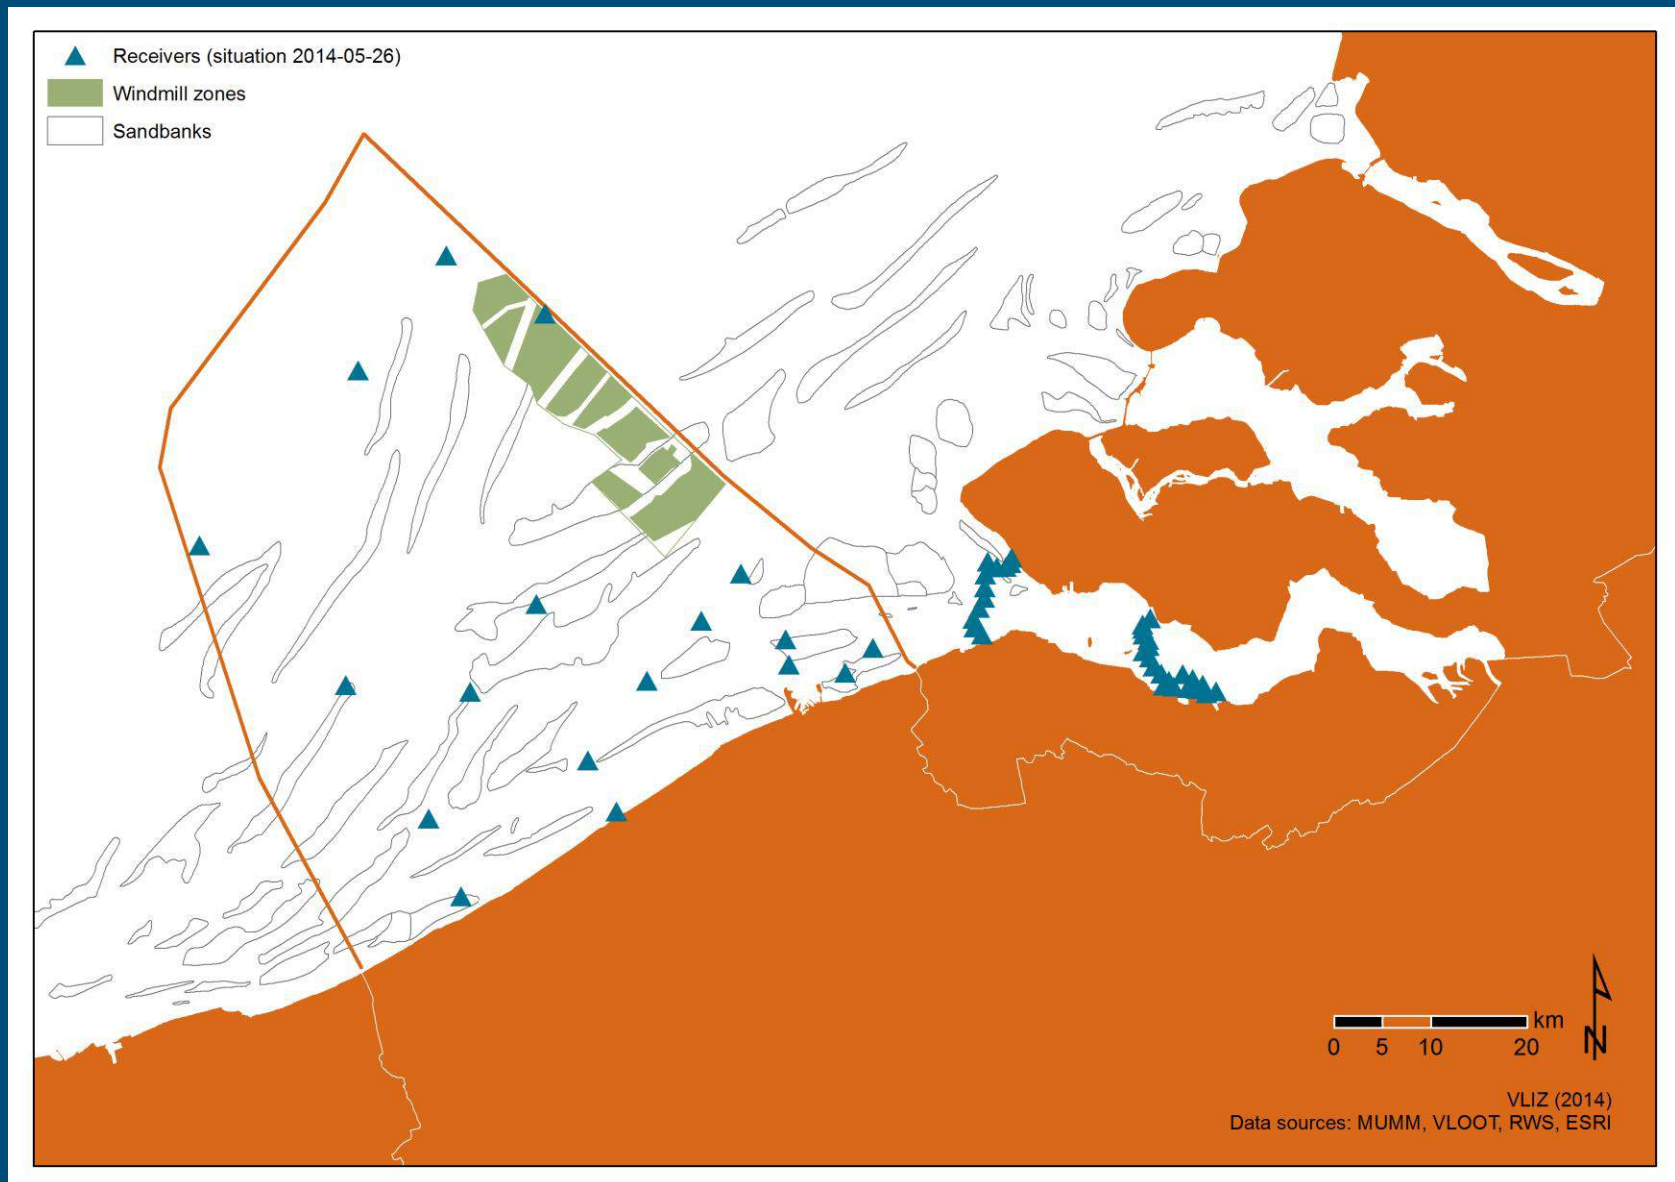 Receivers (situation 2014-05-26)
Windmill zones
Sandbanks
km
0 5 10 20
N
VLIZ (2014)
Data sources: MUMM, VLOOT, RWS, ESRI